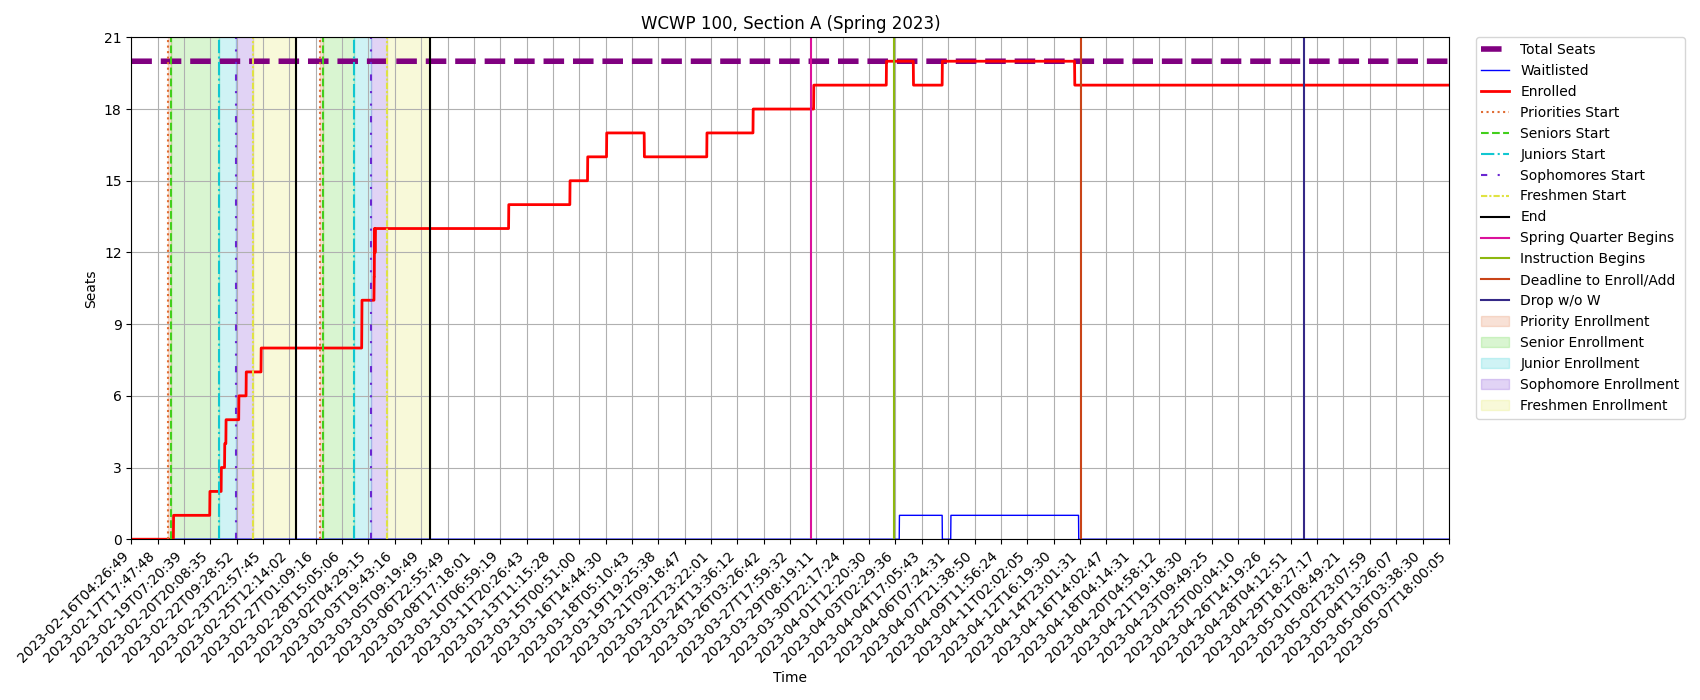 WCWP 100, Section A (Spring 2023)
21
18
15
12
9
6
3
0
Seats
2023-02-16T04:26:49
2023-02-17T17:47:48
2023-02-19T07:20:39
2023-02-20T20:08:35
2023-02-22T09:28:52
2023-02-23T22:57:45
2023-02-25T12:14:02
2023-02-27T01:09:16
2023-02-28T15:05:06
2023-03-02T04:29:15
2023-03-03T19:43:16
2023-03-05T09:19:49
2023-03-06T22:55:49
2023-03-08T17:18:01
2023-03-10T06:59:19
2023-03-11T20:26:43
2023-03-13T11:15:28
2023-03-15T00:51:00
2023-03-16T14:44:30
2023-03-18T05:10:43
2023-03-19T19:25:38
2023-03-21T09:18:47
2023-03-22T23:22:01
2023-03-24T13:36:12
2023-03-26T03:26:42
2023-03-27T17:59:32
2023-03-29T08:19:11
2023-03-30T22:17:24
2023-04-01T12:20:30
2023-04-03T02:29:36
2023-04-04T17:05:43
2023-04-06T07:24:31
2023-04-07T21:38:50
2023-04-09T11:56:24
2023-04-11T02:02:05
2023-04-12T16:19:30
2023-04-14T23:01:31
2023-04-16T14:02:47
2023-04-18T04:14:31
2023-04-20T04:58:12
2023-04-21T19:18:30
2023-04-23T09:49:25
2023-04-25T00:04:10
2023-04-26T14:19:26
2023-04-28T04:12:51
2023-04-29T18:27:17
2023-05-01T08:49:21
2023-05-02T23:07:59
2023-05-04T13:26:07
2023-05-06T03:38:30
2023-05-07T18:00:05
Time
Total Seats
Waitlisted
Enrolled
Priorities Start
Seniors Start
Juniors Start
Sophomores Start
Freshmen Start
End
Spring Quarter Begins
Instruction Begins
Deadline to Enroll/Add
Drop w/o W
Priority Enrollment
Senior Enrollment
Junior Enrollment
Sophomore Enrollment
Freshmen Enrollment